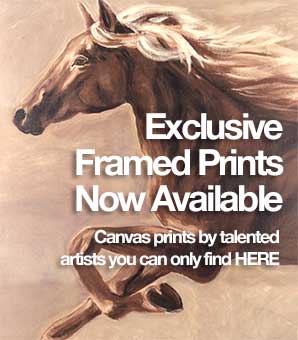 Exclusive
Framed Prints
Now Available
Canvas prints by talented
artists you can only find HERE